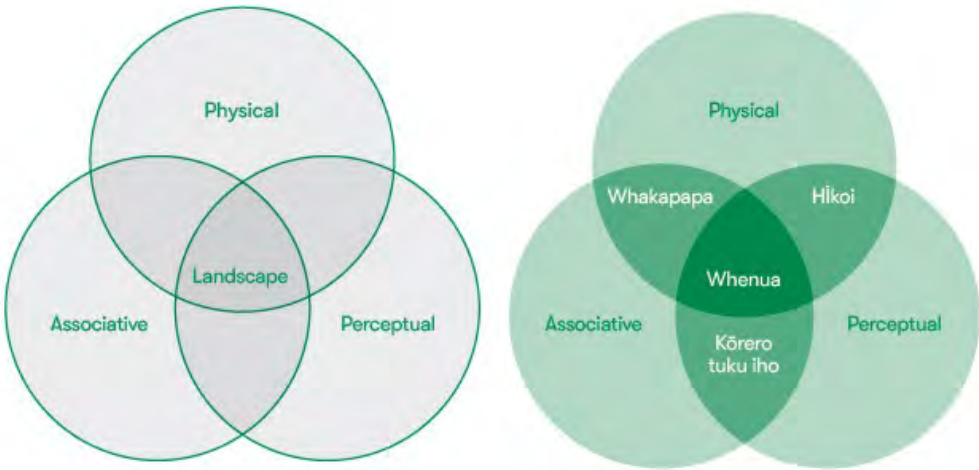 Physical
Landscape
Associative
Perceptual
Physical
Whakapapa
Hīkoi
Whenua
Associative
Perceptual
Kōrero
tuku iho